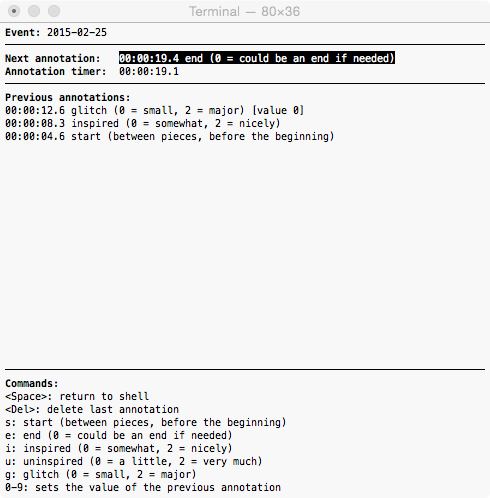 Terminal — 80×36
Event: 2015-02-25
Next annotation: 00:00:19.4 end (0 = could be an end if needed)
Annotation timer: 00:00:19.1
Previous annotations:
00:00:12.6 glitch (0 = small, 2 = major) [value 0]
00:00:08.3 inspired (0 = somewhat, 2 = nicely)
00:00:04.6 start (between pieces, before the beginning)
Commands:
<Space>: return to shell
<Del>: delete last annotation
s: start (between pieces, before the beginning)
e: end (0 = could be an end if needed)
i: inspired (0 = somewhat, 2 = nicely)
u: uninspired (0 = a little, 2 = very much)
g: glitch (0 = small, 2 = major)
0-9: sets the value of the previous annotation